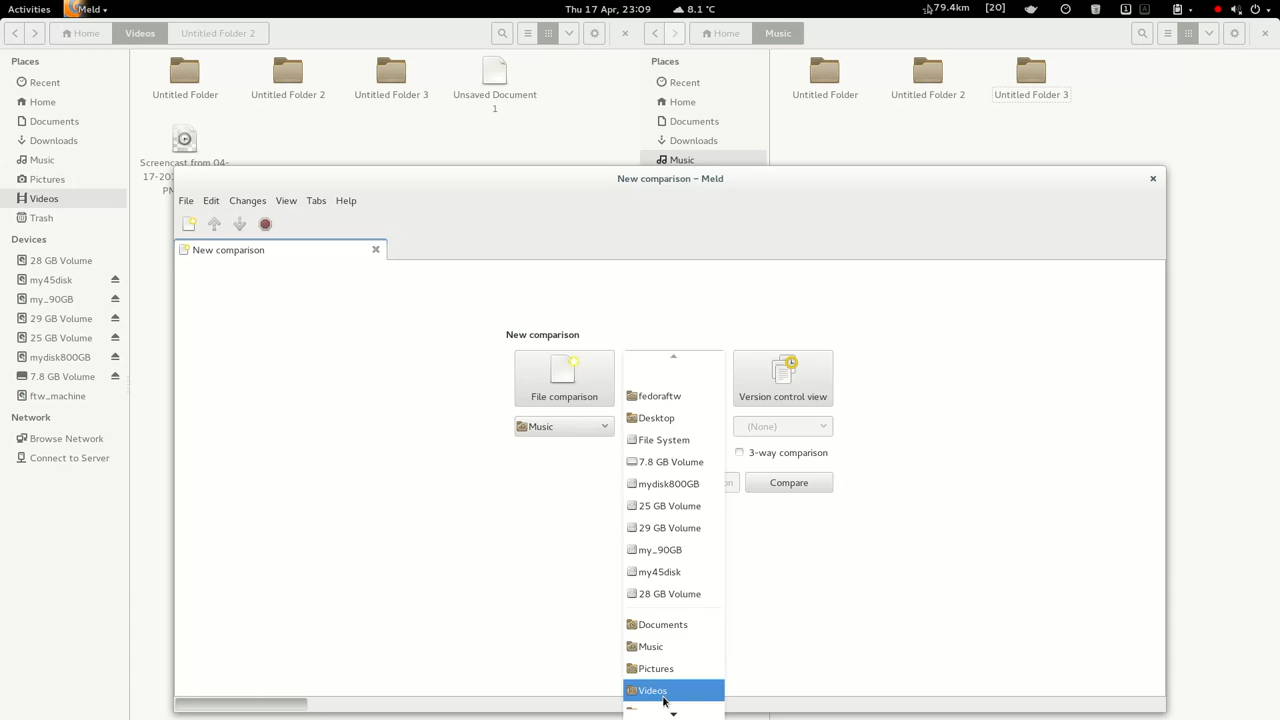 Activities Meld Thu 17 Apr, 23:09 8.1 °C 79.4km [20] 1
Home Videos Untitled Folder 2
Home Music
Places
Recent
Home
Documents
Downloads
Music
Pictures
Videos
Trash
Devices
28 GB Volume
my45disk
my_90GB
29 GB Volume
25 GB Volume
mydisk800GB
7.8 GB Volume
ftw_machine
Network
Browse Network
Connect to Server
Untitled Folder Untitled Folder 2 Untitled Folder 3 Unsaved Document
1
Screencast from 04-
17-20
PM
Places
Recent
Home
Documents
Downloads
Music
Untitled Folder Untitled Folder 2 Untitled Folder 3
New comparison – Meld
File Edit Changes View Tabs Help
New comparison
New comparison
File comparison
Music
fedoraftw
Desktop
File System
7.8 GB Volume
mydisk800GB
25 GB Volume
29 GB Volume
my_90GB
my45disk
28 GB Volume
Documents
Music
Pictures
Videos
Version control view
(None)
3-way comparison
Compare